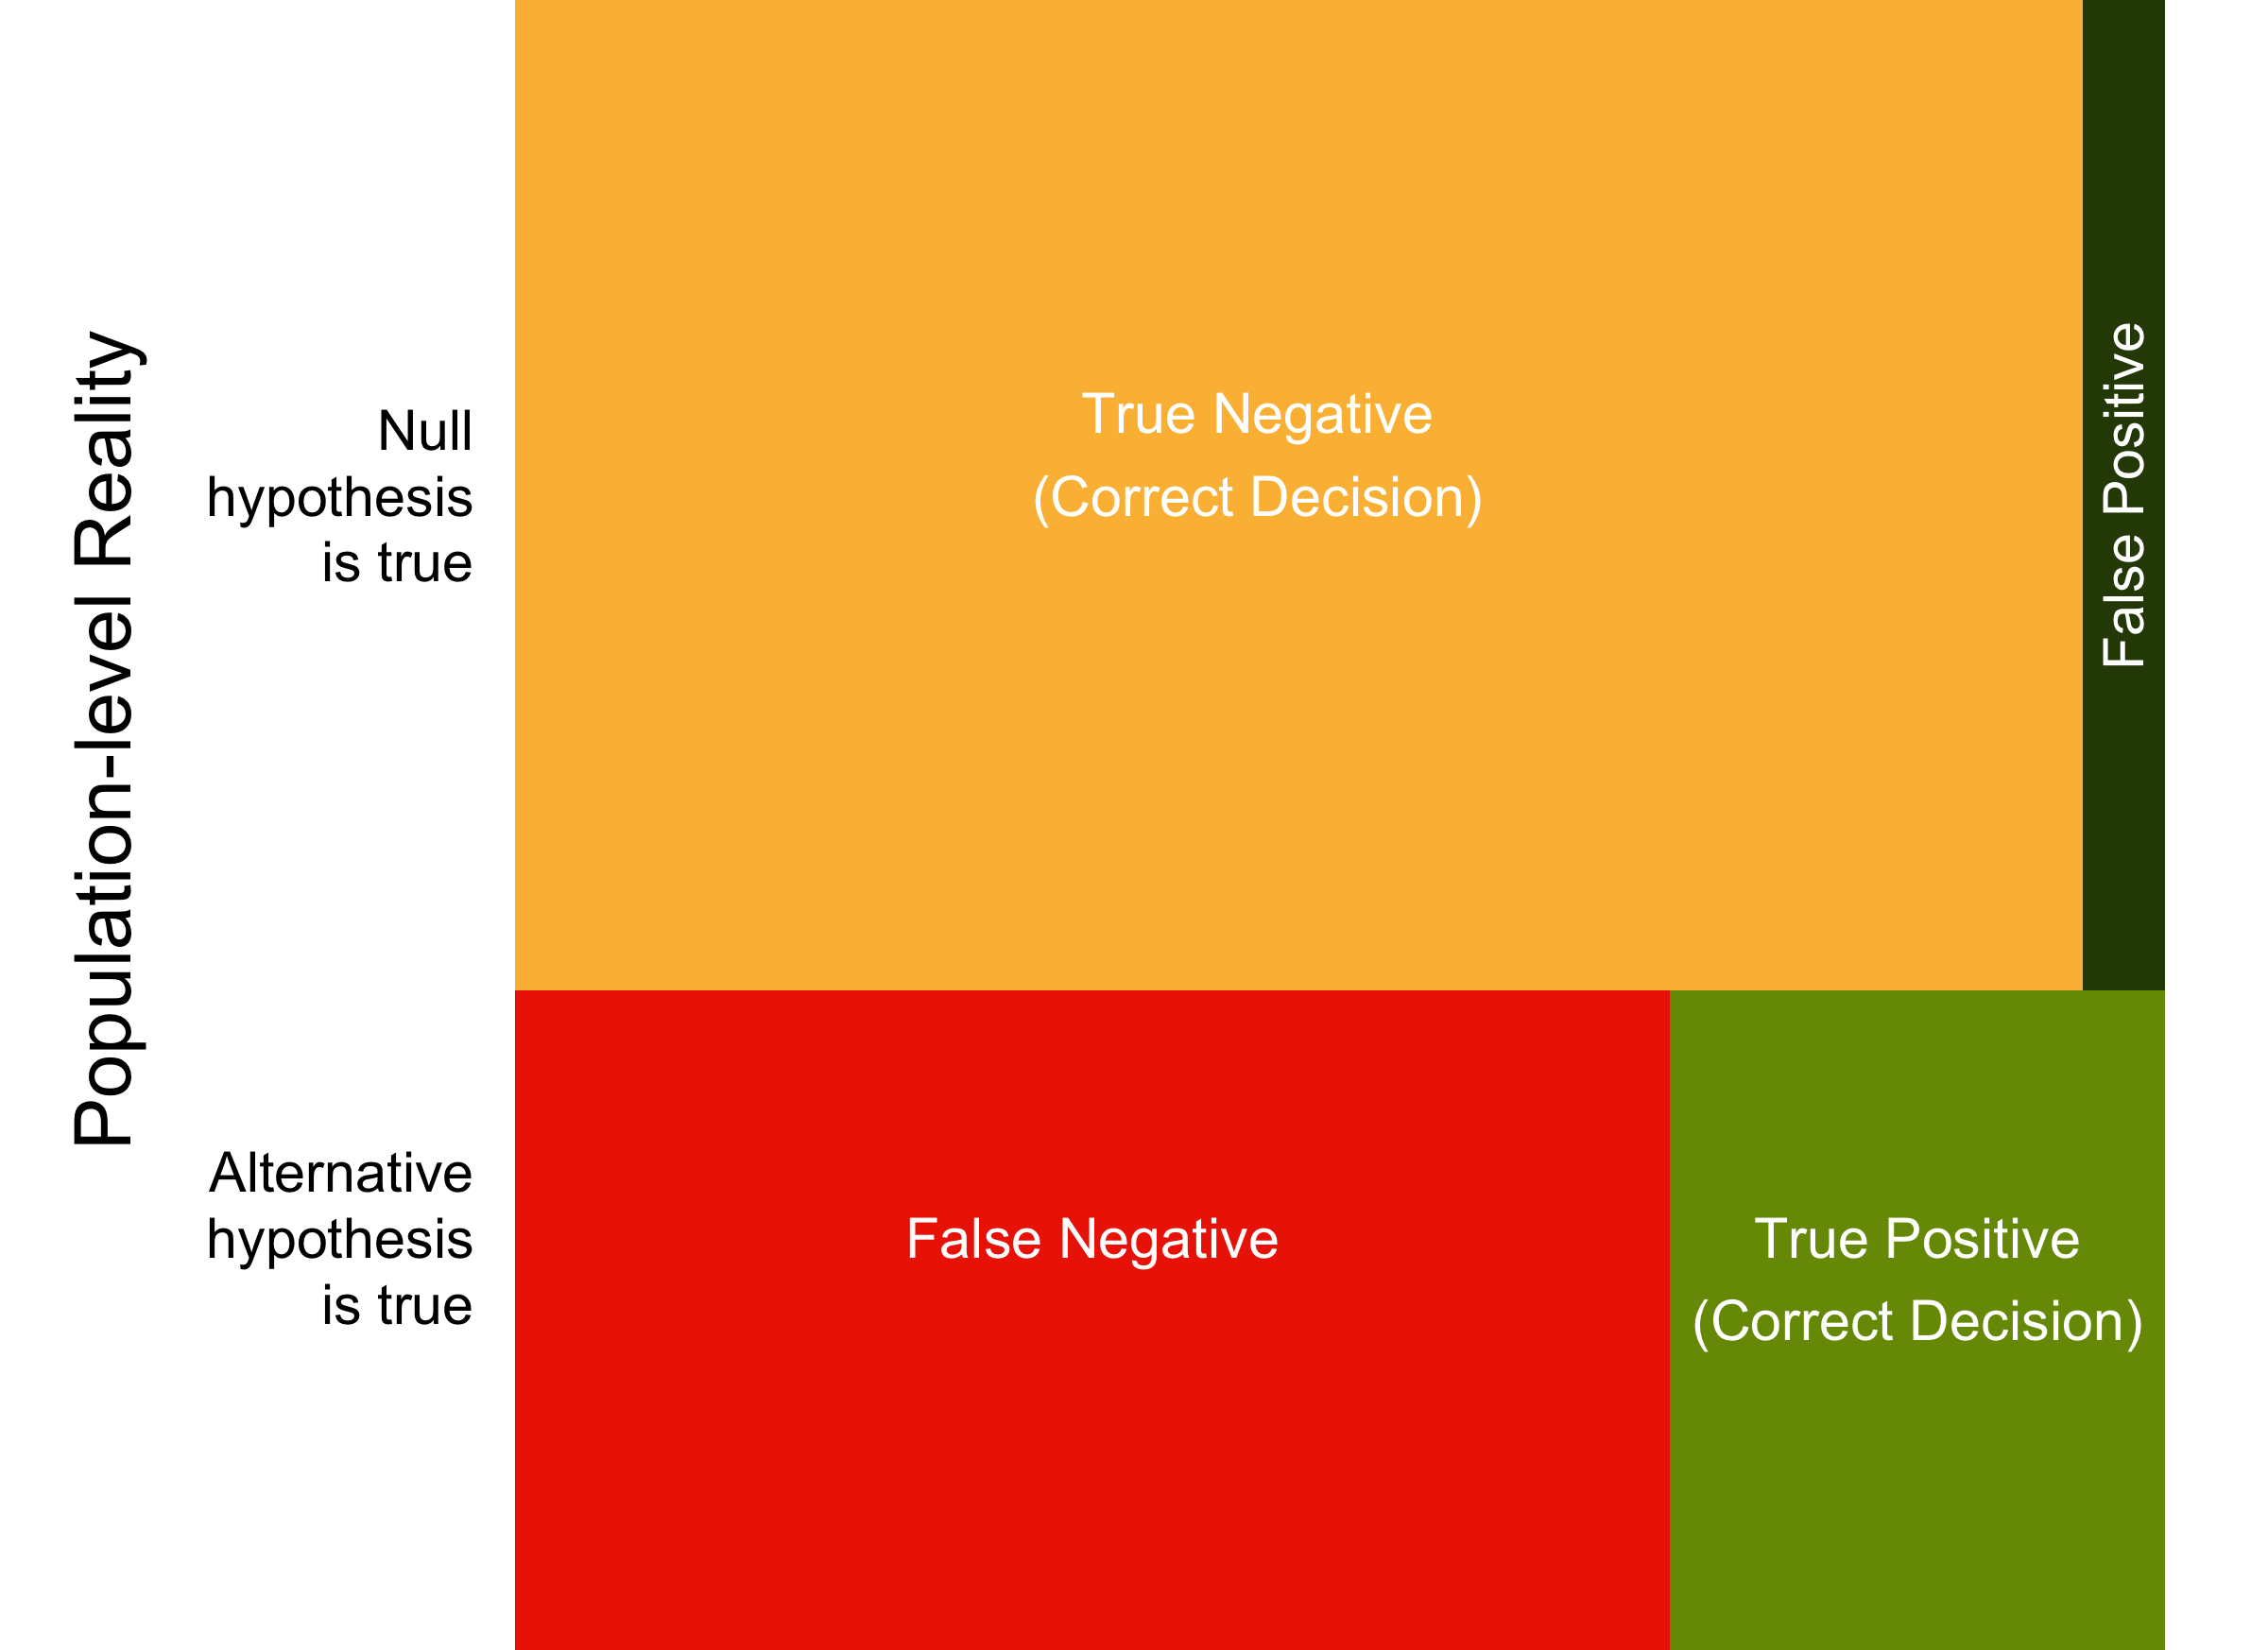 Population-level Reality
Null
hypothesis
is true
True Negative
(Correct Decision)
False Positive
Alternative
hypothesis
is true
False Negative
True Positive
(Correct Decision)